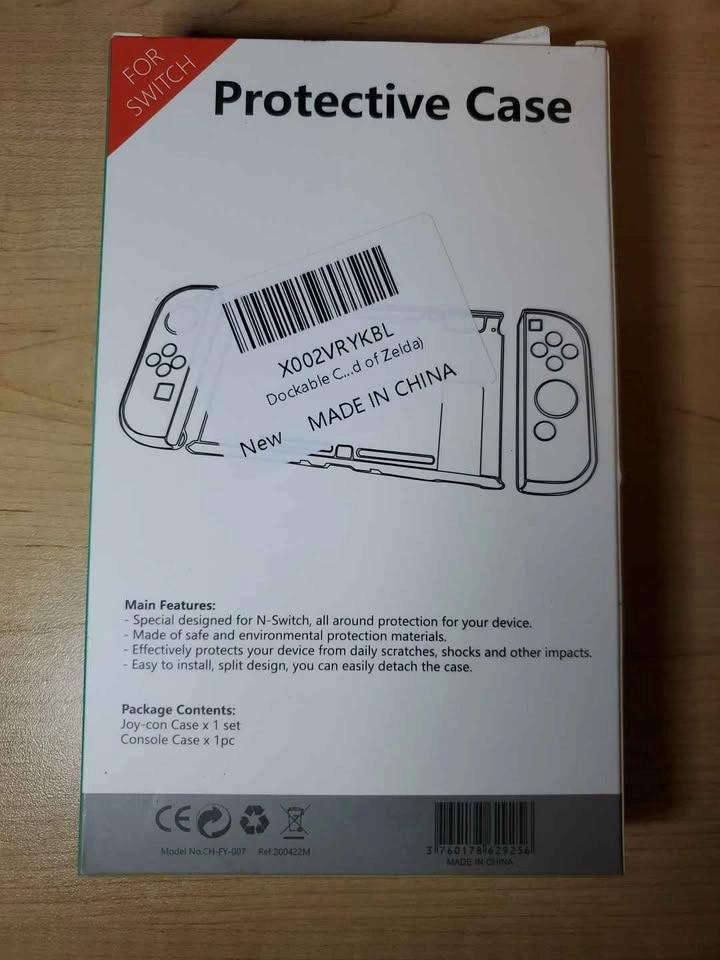 FOR
SWITCH
Protective Case
X002VRYKBL
Dockable C...d of Zelda)
New MADE IN CHINA
Main Features:
- Special designed for N-Switch, all around protection for your device.
- Made of safe and environmental protection materials.
- Effectively protects your device from daily scratches, shocks and other impacts.
- Easy to install, split design, you can easily detach the case.
Package Contents:
Joy-con Case x 1 set
Console Case x 1pc
CE
Model No.CH-FY-007 Ref 200422M
3 760178 629256
MADE IN CHINA